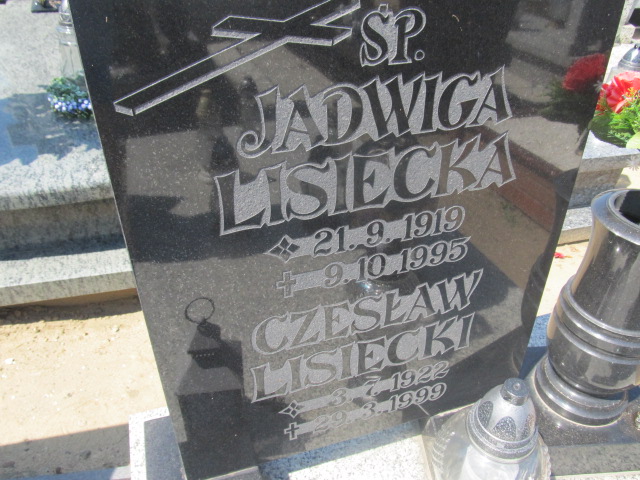 ŚP.
JADWIGA
LISIECKA
21.9.1919
9.10.1995
CZESŁAW
LISIECKI
3.7.1922
29.3.1999